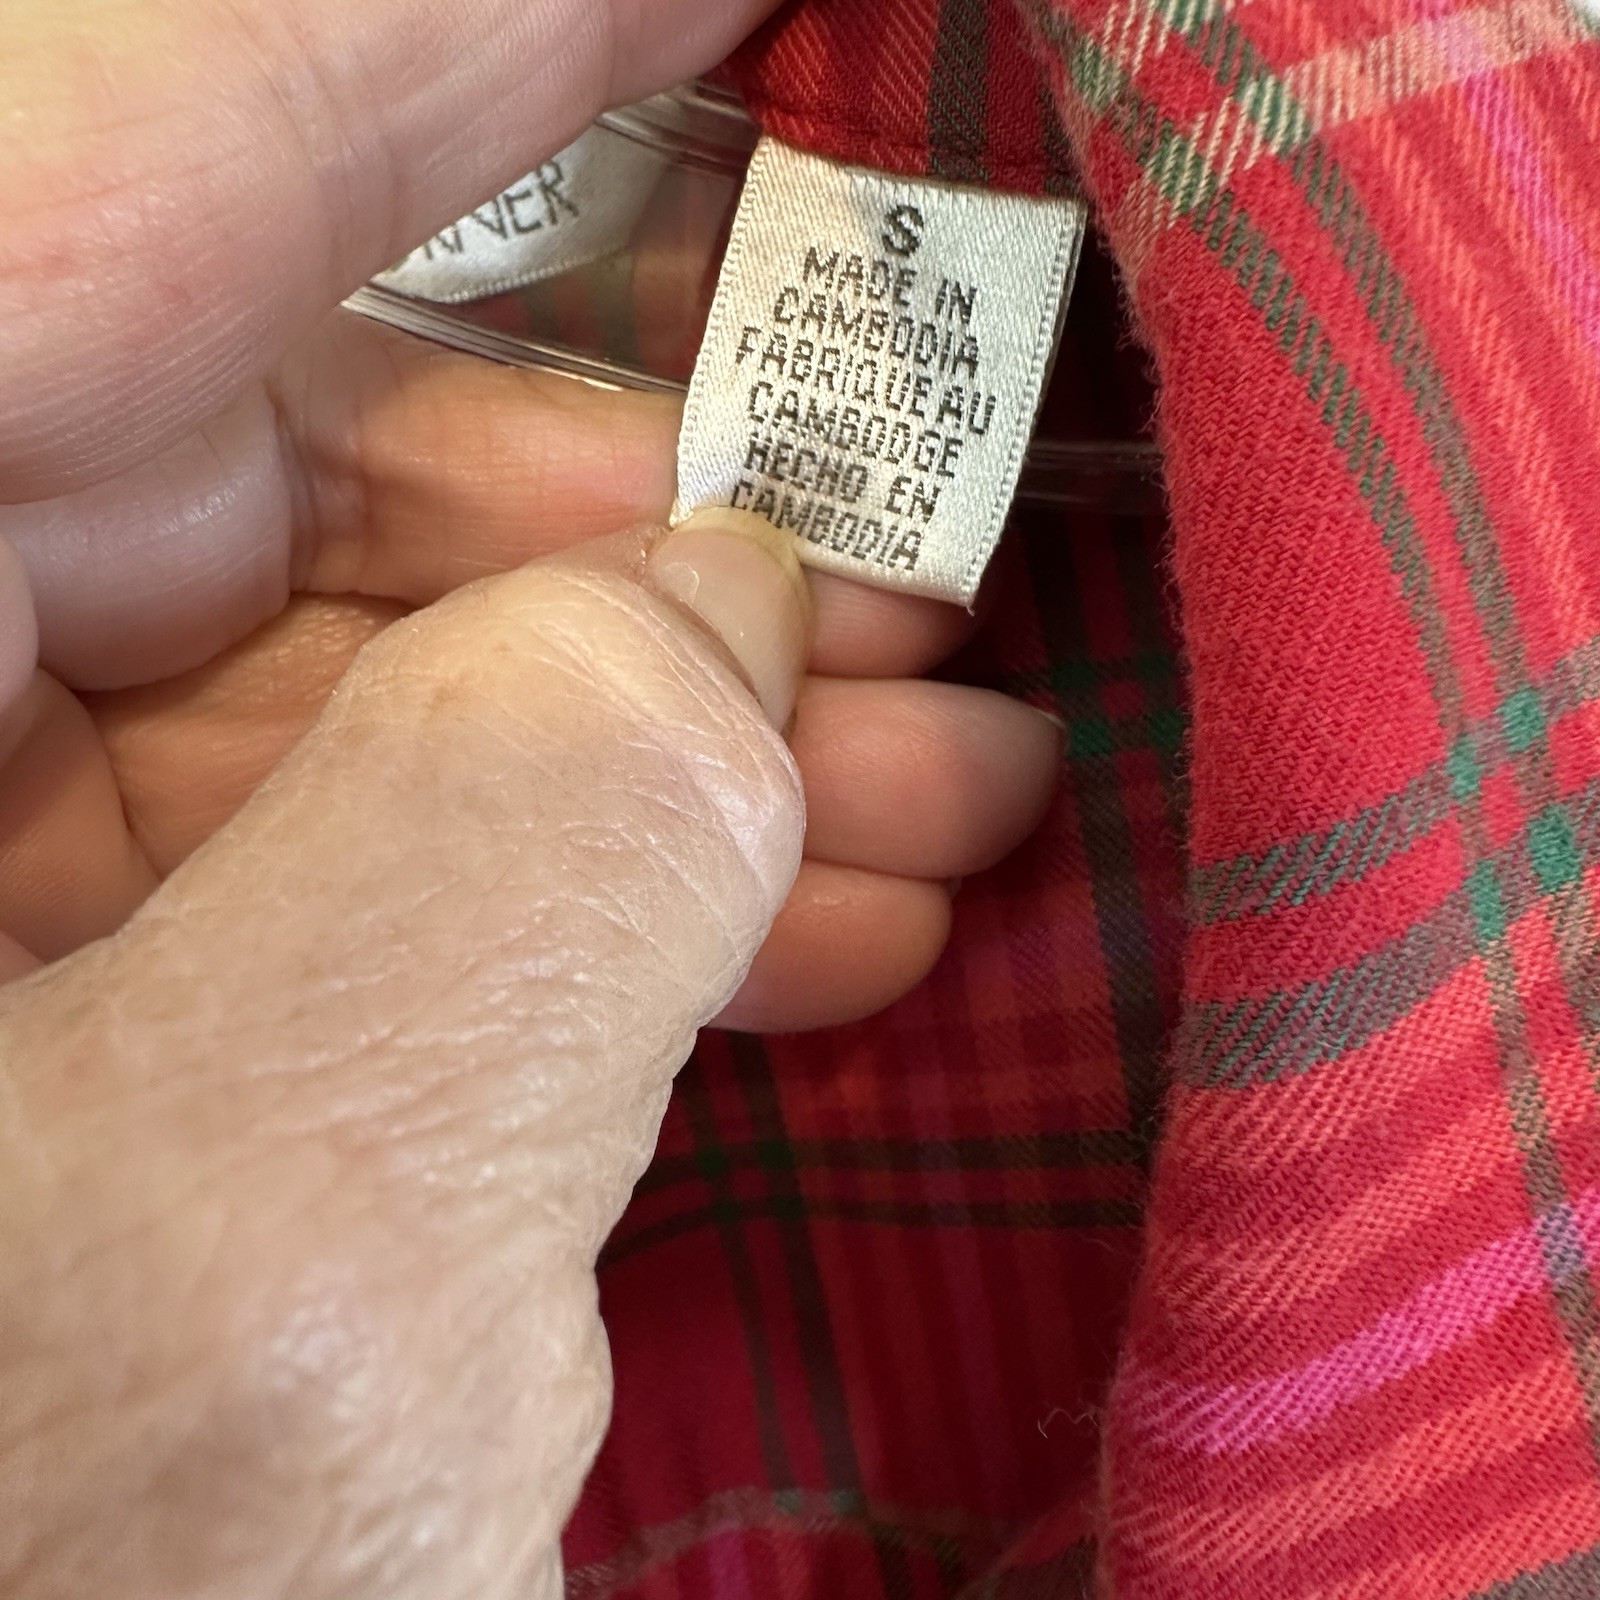 S
MADE IN
CAMBODIA
FABRIQUE AU
CAMBODGE
HECHO EN
CAMBODIA